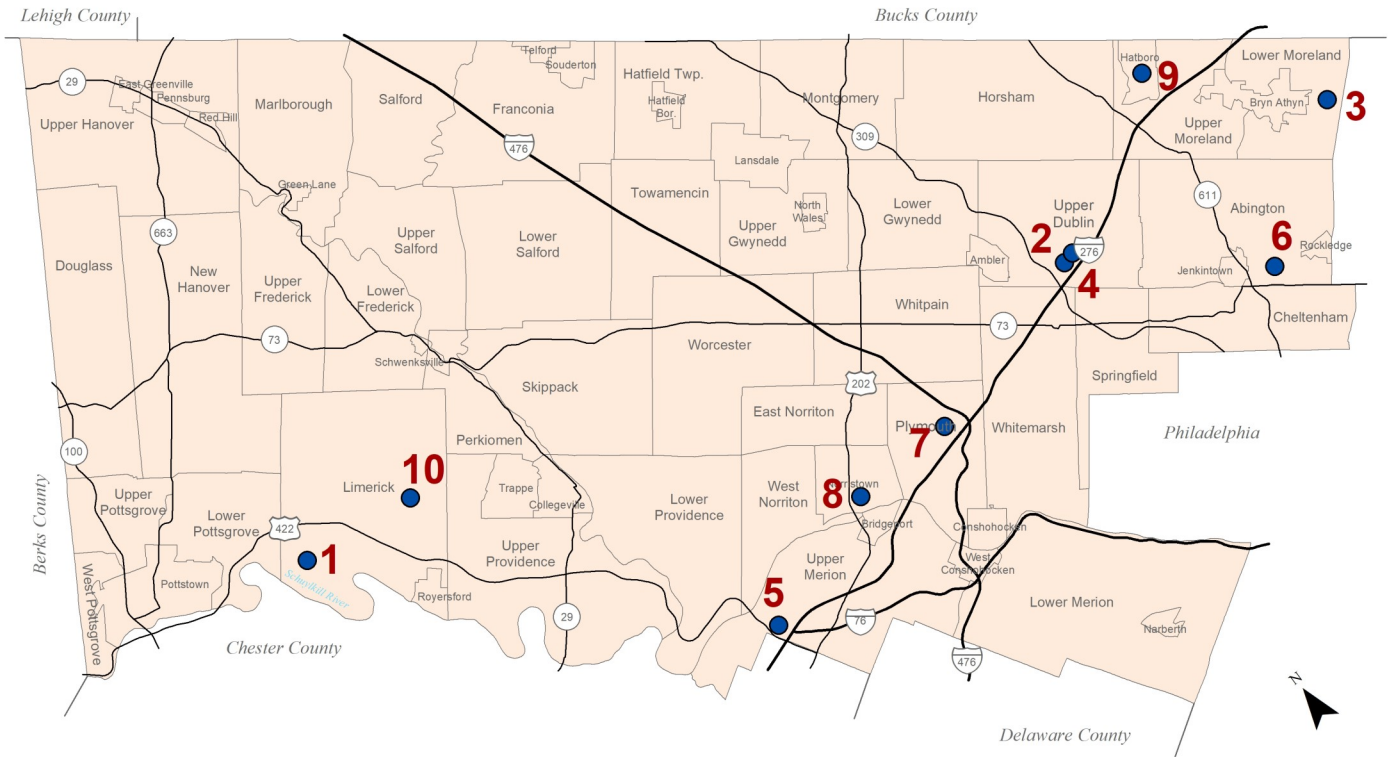 Lehigh County
Bucks County
Telford
Souderton
Hatboro
9
Lower Moreland
29
East Greenville
Pennsburg
Red Hill
Upper Hanover
Marlborough
Salford
Franconia
Hatfield Twp.
Hatfield
Bor.
Montgomery
Horsham
Bryn Athyn
3
Upper
Moreland
309
476
Lansdale
Green Lane
Towamencin
North
Wales
Lower
Gwynedd
Upper
Dublin
611
Abington
663
Upper
Salford
Lower
Salford
Upper
Gwynedd
2
276
6
Rockledge
Ambler
Jenkintown
4
Douglass
New
Hanover
Upper
Frederick
Lower
Frederick
Whitpain
73
Cheltenham
73
Schwenksville
Worcester
Skippack
202
Springfield
East Norriton
Plymouth
7
Whitemarsh
Philadelphia
Perkiomen
100
10
Limerick
Trappe
Collegeville
Lower
Providence
West
Norriton
8
Norristown
Bridgeport
Conshohocken
Berks County
Upper
Pottsgrove
Lower
Pottsgrove
422
1
Upper
Providence
Upper
Merion
West
Conshohocken
West Pottsgrove
Pottstown
Schuylkill River
Royersford
5
Lower Merion
29
76
Narberth
Chester County
476
N
Delaware County